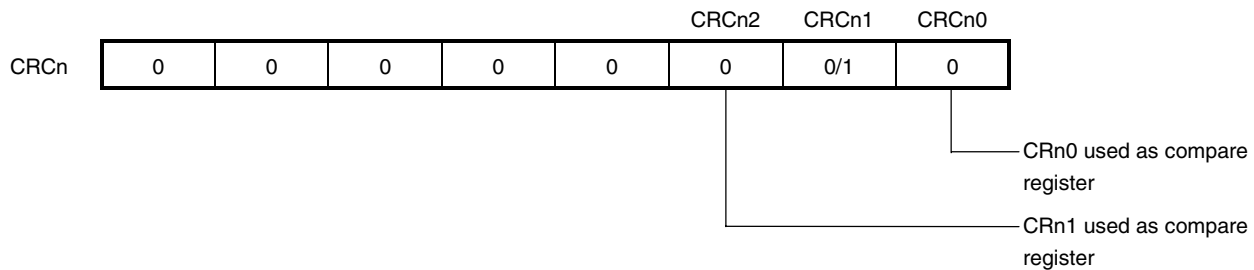 CRCn2 CRCn1 CRCn0
CRCn 0 0 0 0 0 0 0/1 0
CRn0 used as compare
register
CRn1 used as compare
register